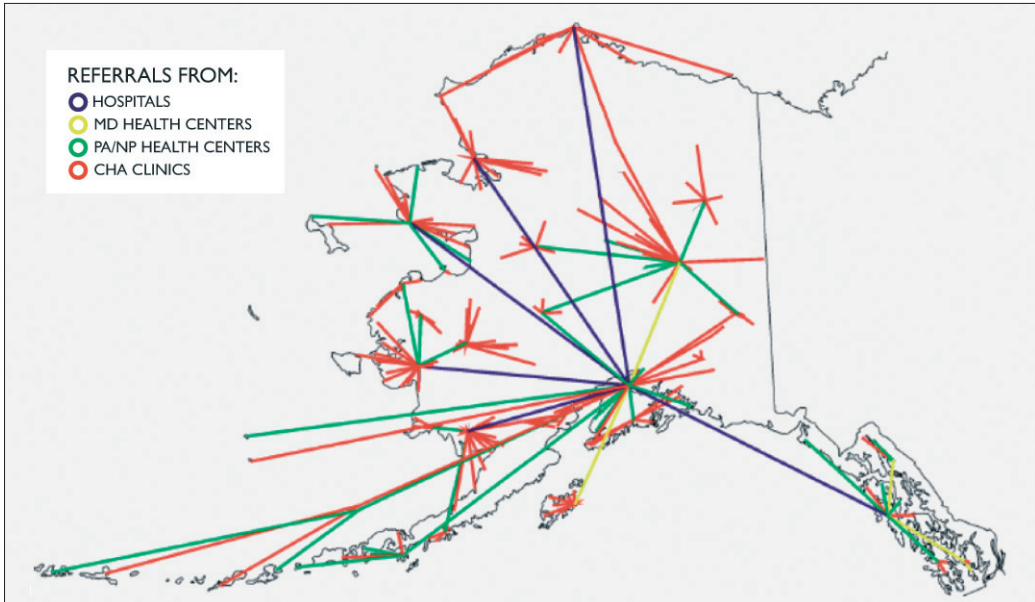 REFERRALS FROM:
HOSPITALS
MD HEALTH CENTERS
PA/NP HEALTH CENTERS
CHA CLINICS